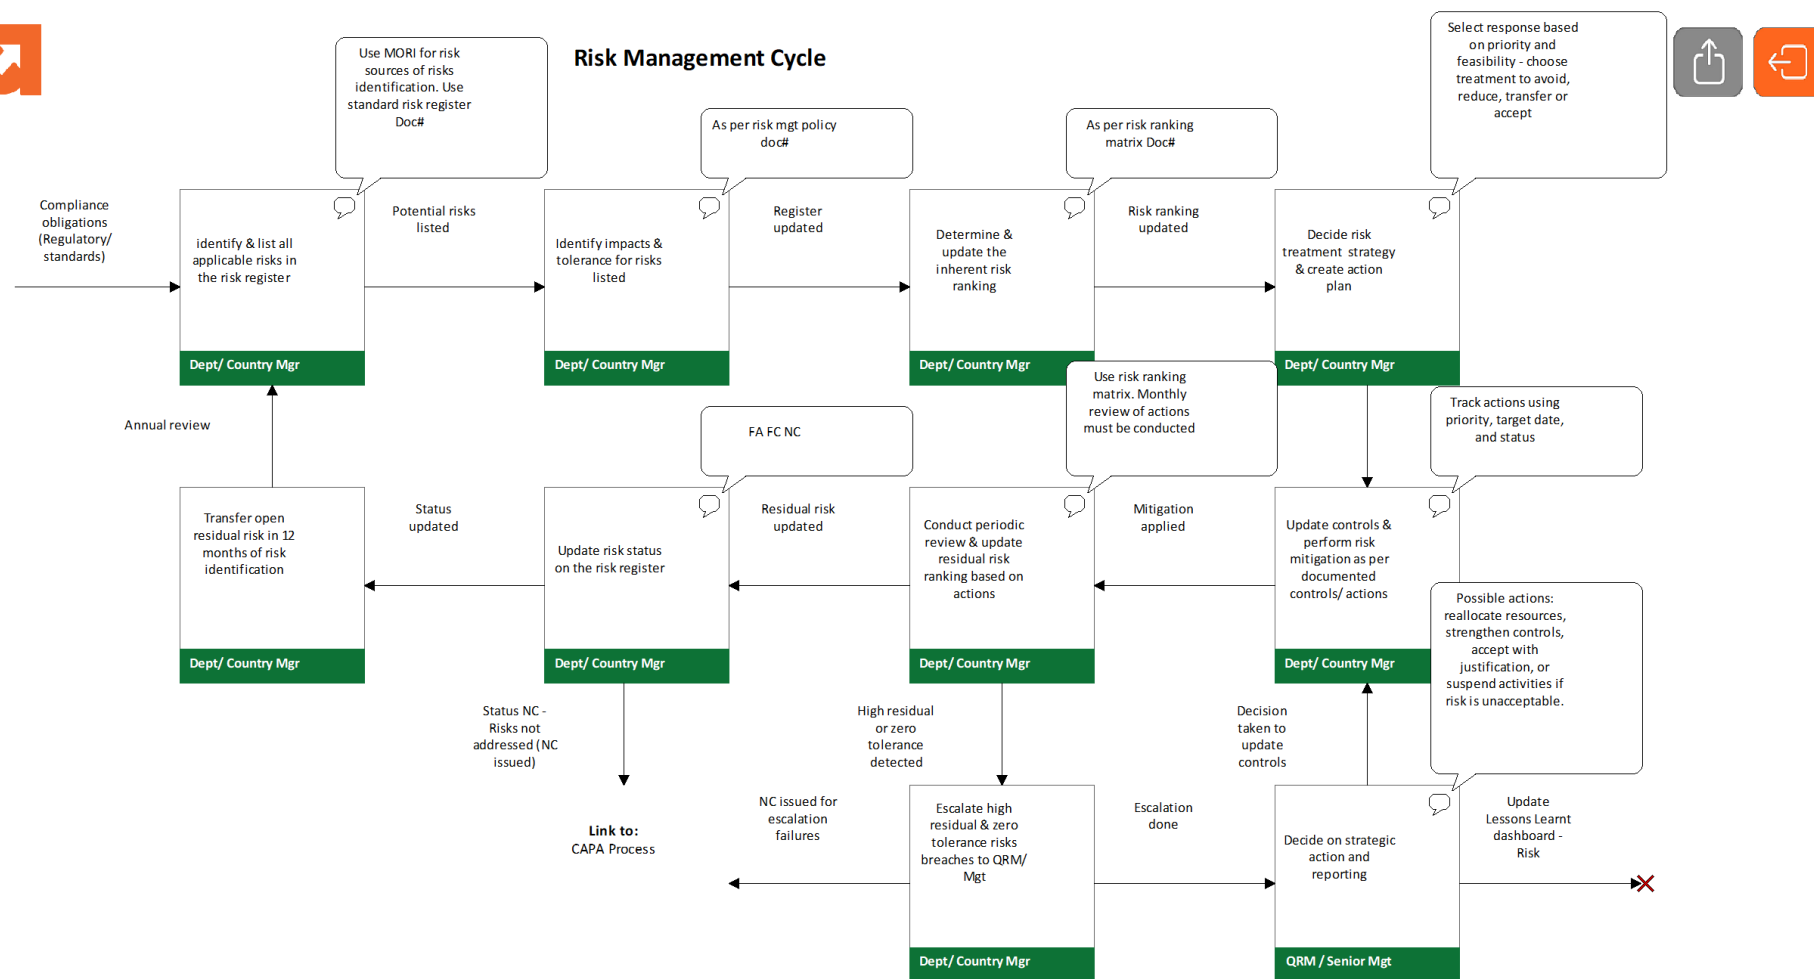 Risk Management Cycle
Use MORI for risk
sources of risks
identification. Use
standard risk register
Doc#
As per risk mgt policy
doc#
As per risk ranking
matrix Doc#
Select response based
on priority and
feasibility - choose
treatment to avoid,
reduce, transfer or
accept
Compliance
obligations
(Regulatory/
standards)
identify & list all
applicable risks in
the risk register
Dept/ Country Mgr
Potential risks
listed
Identify impacts &
tolerance for risks
listed
Dept/ Country Mgr
Register
updated
Determine &
update the
inherent risk
ranking
Dept/ Country Mgr
Risk ranking
updated
Decide risk
treatment strategy
& create action
plan
Dept/ Country Mgr
Annual review
FA FC NC
Use risk ranking
matrix. Monthly
review of actions
must be conducted
Track actions using
priority, target date,
and status
Transfer open
residual risk in 12
months of risk
identification
Dept/ Country Mgr
Status
updated
Update risk status
on the risk register
Dept/ Country Mgr
Residual risk
updated
Conduct periodic
review & update
residual risk
ranking based on
actions
Dept/ Country Mgr
Mitigation
applied
Update controls &
perform risk
mitigation as per
documented
controls/ actions
Dept/ Country Mgr
Possible actions:
reallocate resources,
strengthen controls,
accept with
justification, or
suspend activities if
risk is unacceptable.
Status NC -
Risks not
addressed (NC
issued)
High residual
or zero
tolerance
detected
Decision
taken to
update
controls
Link to:
CAPA Process
NC issued for
escalation
failures
Escalate high
residual & zero
tolerance risks
breaches to QRM/
Mgt
Dept/ Country Mgr
Escalation
done
Decide on strategic
action and
reporting
QRM / Senior Mgt
Update
Lessons Learnt
dashboard -
Risk